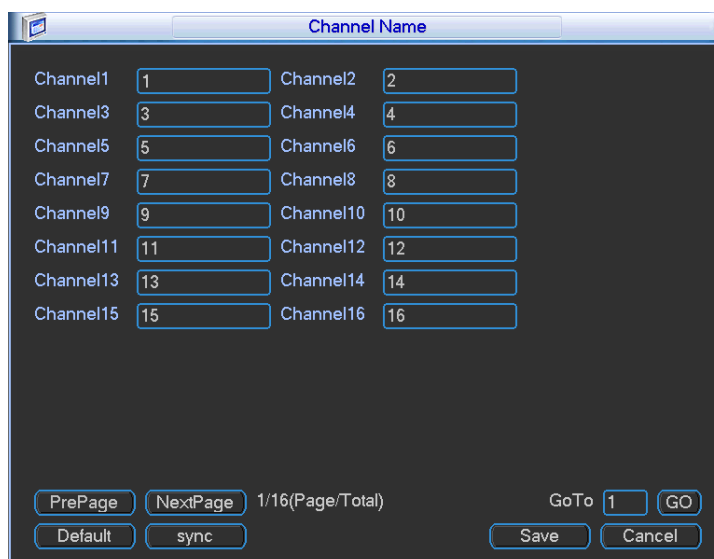 Channel Name
Channel1 1 Channel2 2
Channel3 3 Channel4 4
Channel5 5 Channel6 6
Channel7 7 Channel8 8
Channel9 9 Channel10 10
Channel11 11 Channel12 12
Channel13 13 Channel14 14
Channel15 15 Channel16 16
PrePage NextPage 1/16(Page/Total) GoTo 1 GO
Default sync Save Cancel